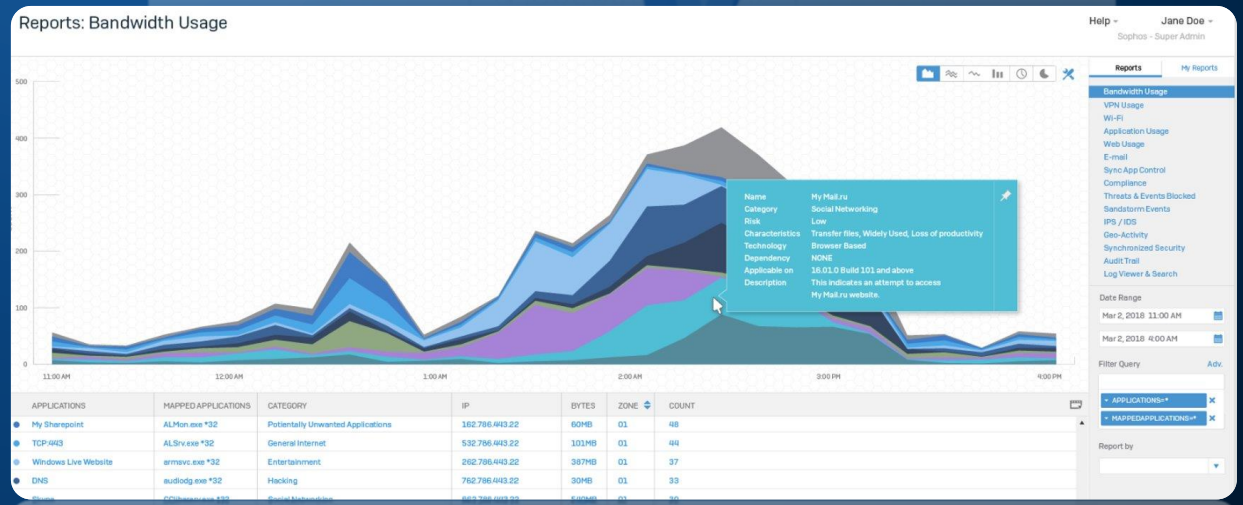 Reports: Bandwidth Usage
Help
Jane Doe
Sophos - Super Admin
Reports
My Reports
500
400
300
200
100
0
11:00 AM
12:00 AM
1:00 AM
2:00 AM
3:00 PM
4:00 PM
Name My Mail.ru
Category Social Networking
Risk Low
Characteristics Transfer files, Widely Used, Loss of productivity
Technology Browser Based
Dependency NONE
Applicable on 16.01.0 Build 101 and above
Description This indicates an attempt to access
My Mail.ru website.
Bandwidth Usage
VPN Usage
Wi-Fi
Application Usage
Web Usage
E-mail
Sync App Control
Compliance
Threats & Events Blocked
Sandstorm Events
IPS / IDS
Geo-Activity
Synchronized Security
Audit Trail
Log Viewer & Search
Date Range
Mar 2, 2018 11:00 AM
Mar 2, 2018 4:00 AM
Filter Query Adv.
APPLICATIONS=*
MAPPEDAPPLICATIONS=*
Report by
APPLICATIONS MAPPED APPLICATIONS CATEGORY IP BYTES ZONE COUNT
My Sharepoint ALMon.exe *32 Potientally Unwanted Applications 162.786.443.22 60MB 01 48
TCP:443 ALSrv.exe *32 General Internet 532.786.443.22 101MB 01 44
Windows Live Website armsvc.exe *32 Entertainment 262.786.443.22 387MB 01 37
DNS audiodg.exe *32 Hacking 762.786.443.22 30MB 01 33
Skype Social Networking